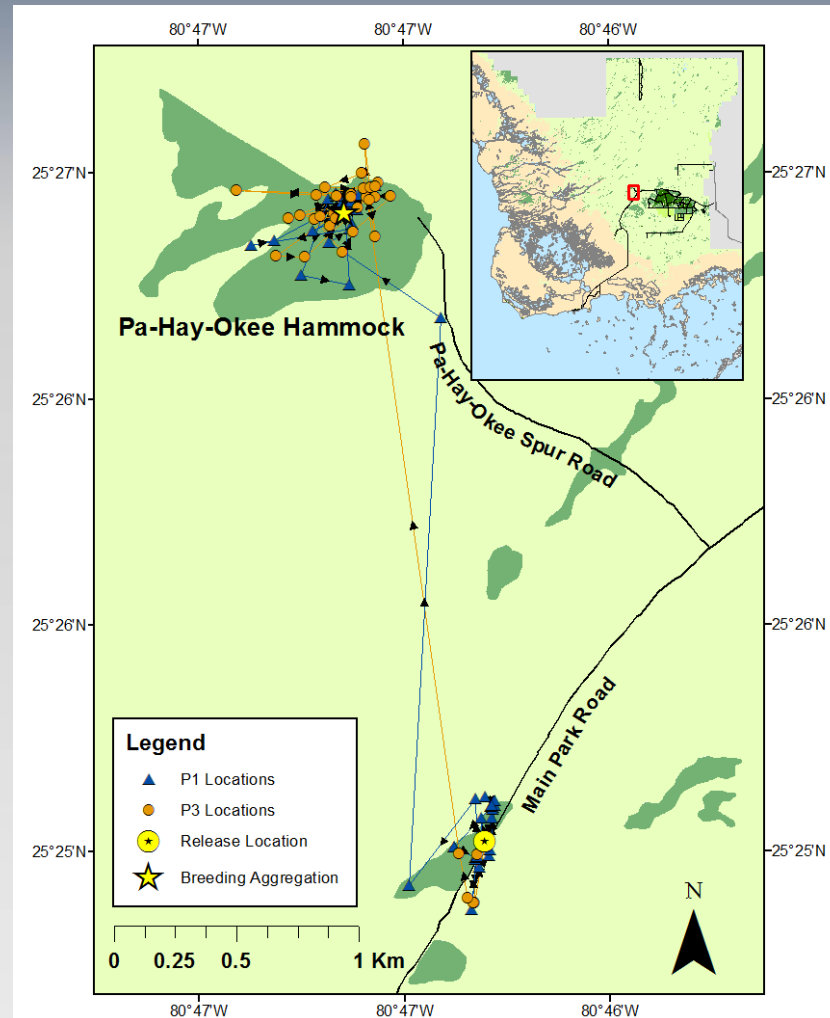 80°47'W 80°47'W 80°46'W
25°27'N 25°27'N
Pa-Hay-Okee Hammock
Pa-Hay-Okee Spur Road
25°26'N 25°26'N
25°26'N 25°26'N
Main Park Road
Legend
P1 Locations
P3 Locations
Release Location
Breeding Aggregation
25°25'N 25°25'N
N
0 0.25 0.5 1 Km
80°47'W 80°47'W 80°46'W